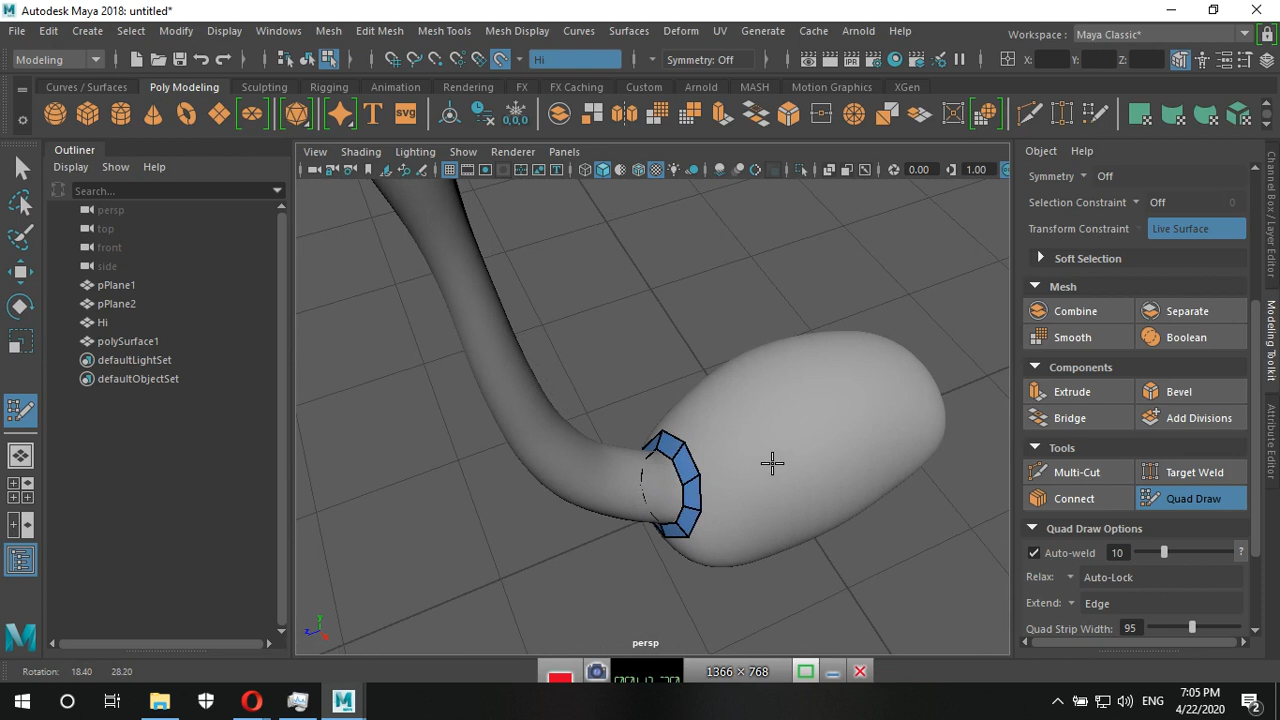 Autodesk Maya 2018: untitled*
File Edit Create Select Modify Display Windows Mesh Edit Mesh Mesh Tools Mesh Display Curves Surfaces Deform UV Generate Cache Arnold Help
Workspace : Maya Classic*
Modeling Hi Symmetry: Off X: Y: Z:
Curves / Surfaces Poly Modeling Sculpting Rigging Animation Rendering FX FX Caching Custom Arnold MASH Motion Graphics XGen
T SVG 0,0,0
Outliner
Display Show Help
Search...
persp
top
front
side
pPlane1
pPlane2
Hi
polySurface1
defaultLightSet
defaultObjectSet
View Shading Lighting Show Renderer Panels
0.00 1.00
persp
y
z
x
Object Help
Symmetry Off
Selection Constraint Off 0
Transform Constraint Live Surface
Soft Selection
Mesh
Combine Separate
Smooth Boolean
Components
Extrude Bevel
Bridge Add Divisions
Tools
Multi-Cut Target Weld
Connect Quad Draw
Quad Draw Options
Auto-weld 10 ?
Relax: Auto-Lock
Extend: Edge
Quad Strip Width: 95
Channel Box / Layer Editor
Modeling Toolkit
Attribute Editor
Rotation: 18.40 28.20
1366 × 768
ENG
7:05 PM
4/22/2020
2